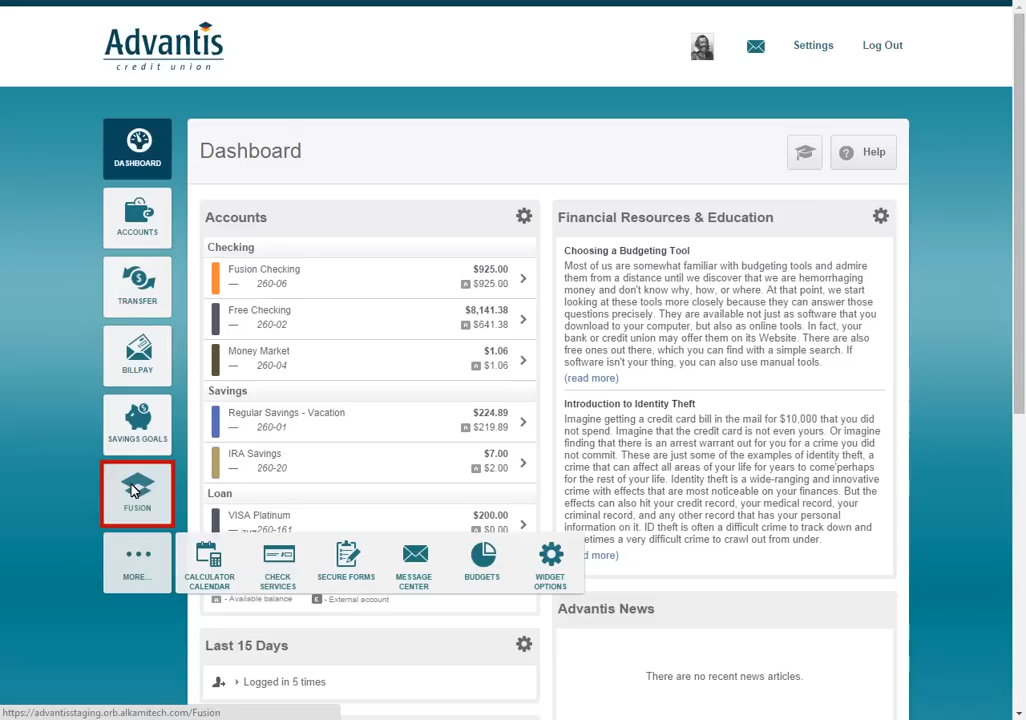 Advantis
credit union
Settings
Log Out
DASHBOARD
ACCOUNTS
TRANSFER
BILLPAY
SAVINGS GOALS
FUSION
MORE...
Dashboard
Help
Accounts
Checking
Fusion Checking
$925.00
— 260-06
A $925.00
Free Checking
$8,141.38
— 260-02
A $641.38
Money Market
$1.06
— 260-04
A $1.06
Savings
Regular Savings - Vacation
$224.89
— 260-01
A $219.89
IRA Savings
$7.00
— 260-20
A $2.00
Loan
VISA Platinum
$200.00
260-161
$0.00
CALCULATOR
CALENDAR
CHECK
SERVICES
SECURE FORMS
MESSAGE
CENTER
BUDGETS
WIDGET
OPTIONS
A - Available balance
E - External account
Last 15 Days
Logged in 5 times
Financial Resources & Education
Choosing a Budgeting Tool
Most of us are somewhat familiar with budgeting tools and admire
them from a distance until we discover that we are hemorrhaging
money and don't know why, how, or where. At that point, we start
looking at these tools more closely because they can answer those
questions precisely. They are available not just as software that you
download to your computer, but also as online tools. In fact, your
bank or credit union may offer them on its Website. There are also
free ones out there, which you can find with a simple search. If
software isn't your thing, you can also use manual tools.
(read more)
Introduction to Identity Theft
Imagine getting a credit card bill in the mail for $10,000 that you did
not spend. Imagine that the credit card is not even yours. Or imagine
finding that there is an arrest warrant out for you for a crime you did
not commit. These are just some of the examples of identity theft, a
crime that can affect all areas of your life for years to come'perhaps
for the rest of your life. Identity theft is a wide-ranging and innovative
crime with effects that are most noticeable on your finances. But the
effects can also hit your credit record, your medical record, your
criminal record, and any other record that has your personal
information on it. ID theft is often a difficult crime to track down and
sometimes a very difficult crime to crawl out from under.
more)
Advantis News
There are no recent news articles.
https://advantisstaging.orb.alkamitech.com/Fusion